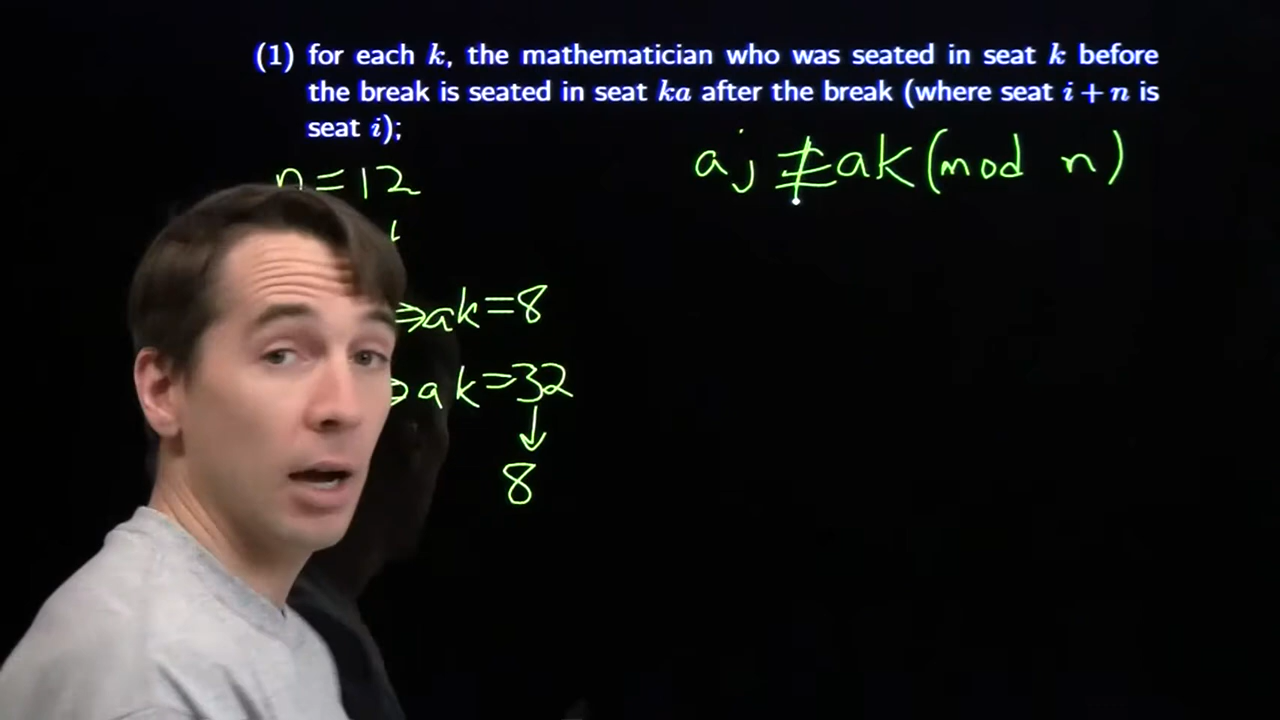 (1) for each k, the mathematician who was seated in seat k before
the break is seated in seat ka after the break (where seat i + n is
seat i);
n = 12
aj ≢ ak (mod n)
⇒ ak = 8
⇒ ak = 32
↓
8